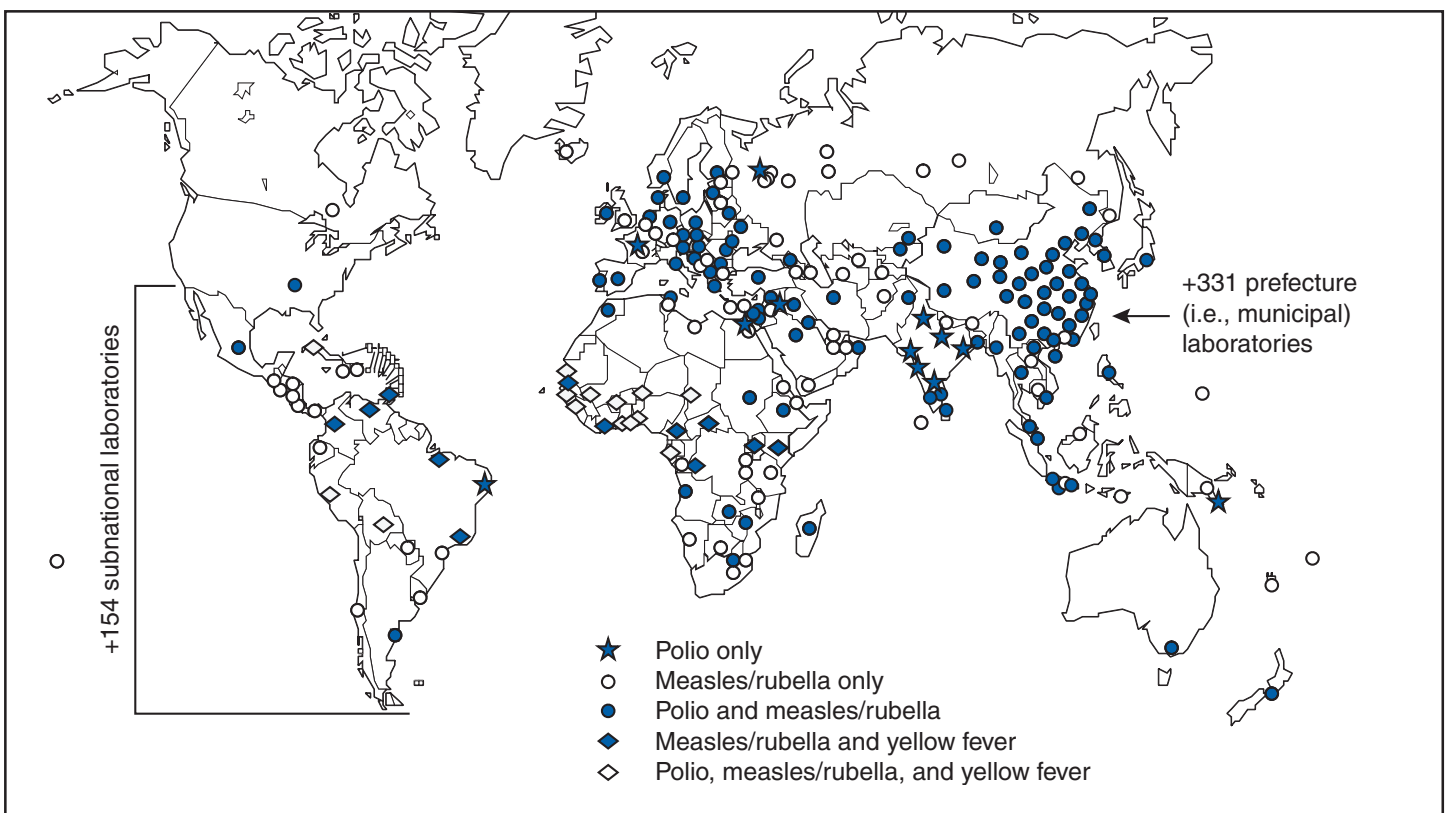 +331 prefecture
(i.e., municipal)
laboratories
+154 subnational laboratories
Polio only
Measles/rubella only
Polio and measles/rubella
Measles/rubella and yellow fever
Polio, measles/rubella, and yellow fever